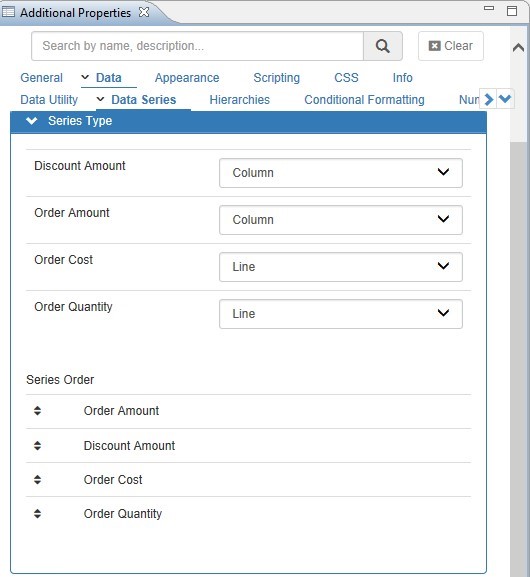 Additional Properties
Search by name, description...
Clear
General Data Appearance Scripting CSS Info
Data Utility Data Series Hierarchies Conditional Formatting Nur
Series Type
Discount Amount Column
Order Amount Column
Order Cost Line
Order Quantity Line
Series Order
Order Amount
Discount Amount
Order Cost
Order Quantity